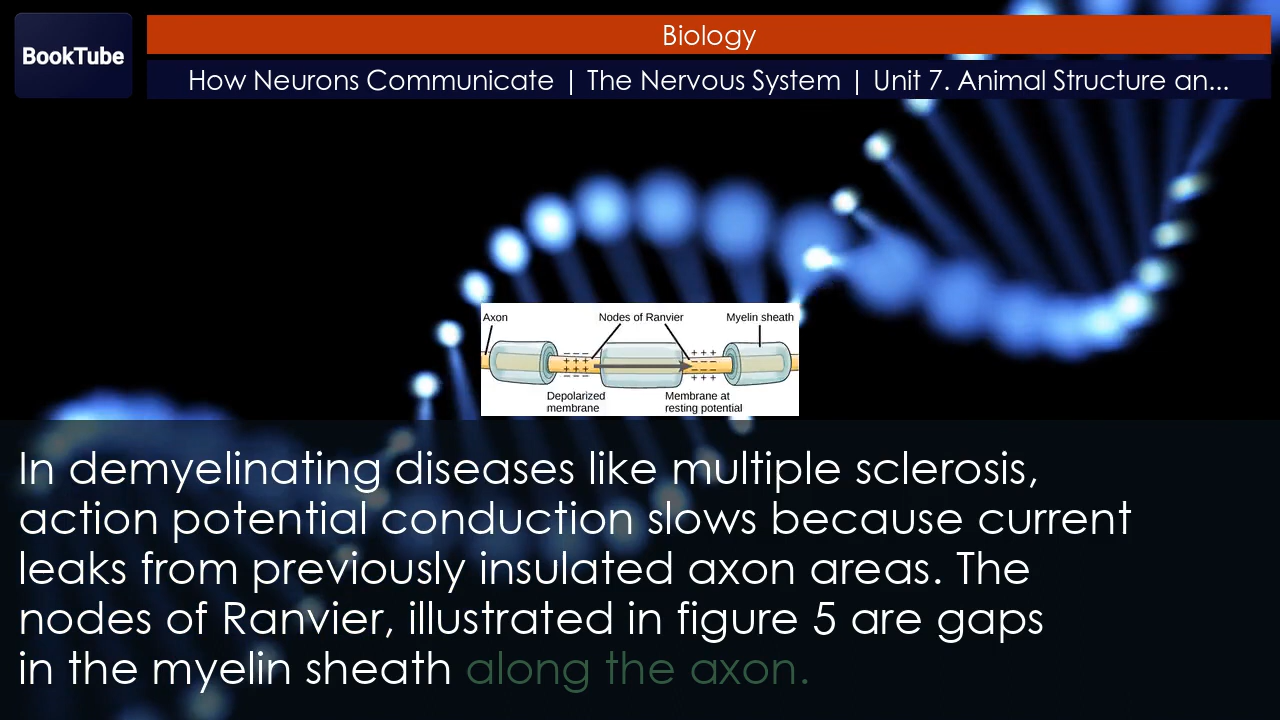 BookTube
Biology
How Neurons Communicate | The Nervous System | Unit 7. Animal Structure an...
Axon
Nodes of Ranvier
Myelin sheath
Depolarized
membrane
Membrane at
resting potential
In demyelinating diseases like multiple sclerosis,
action potential conduction slows because current
leaks from previously insulated axon areas. The
nodes of Ranvier, illustrated in figure 5 are gaps
in the myelin sheath along the axon.